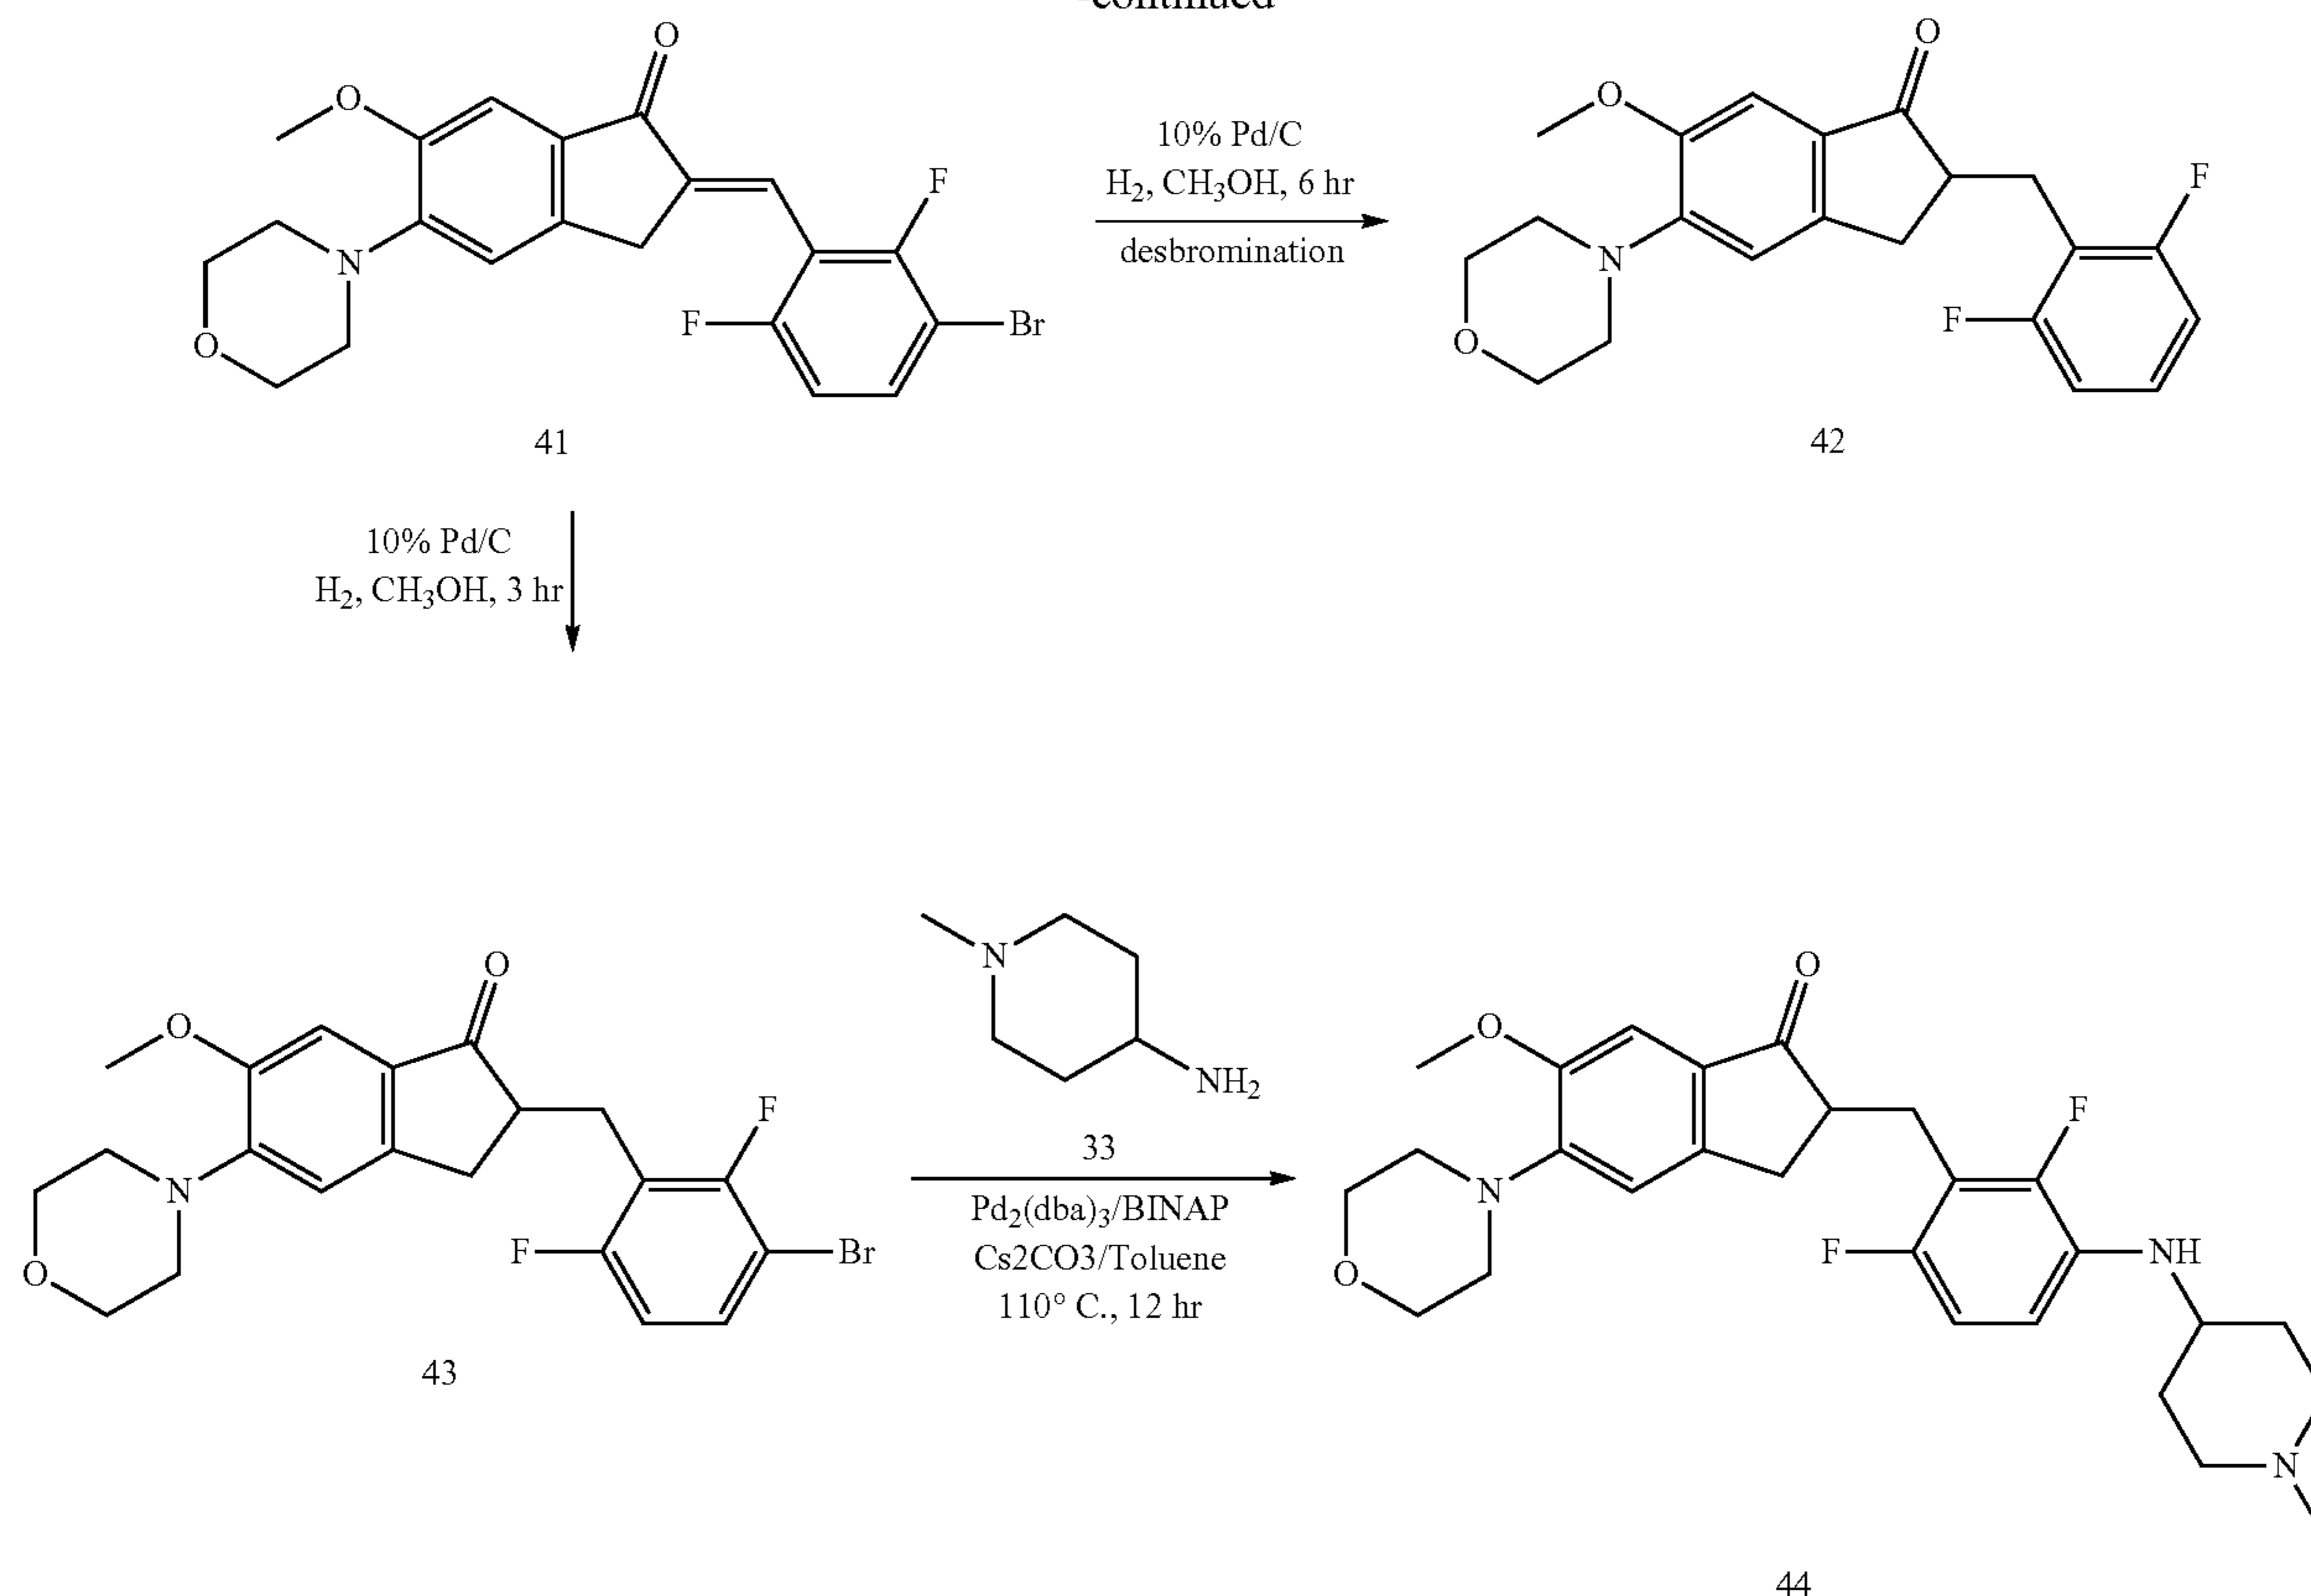 -continued
O
O
F
Br
F
N
O
41
10% Pd/C
H2, CH3OH, 6 hr
desbromination
O
O
F
F
N
O
42
10% Pd/C
H2, CH3OH, 3 hr
O
O
F
Br
F
N
O
43
N
NH2
33
Pd2(dba)3/BINAP
Cs2CO3/Toluene
110° C., 12 hr
O
O
F
NH
F
N
O
N
44